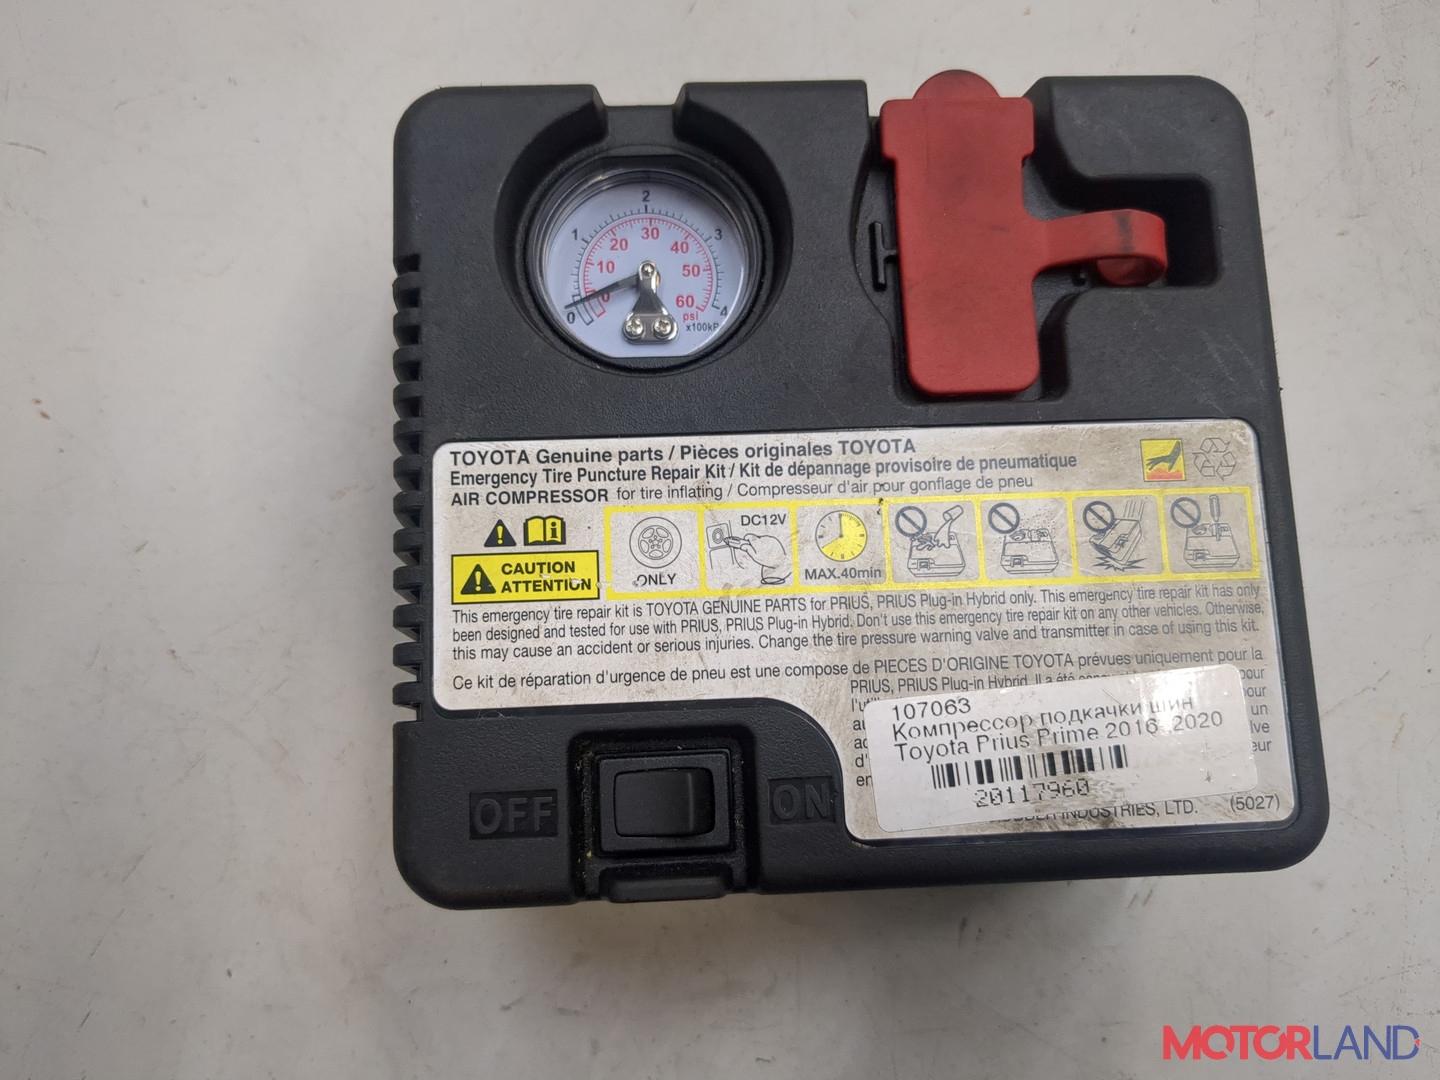 2
1
3
0
4
x100kP
0
10
20
30
40
50
60
psi
TOYOTA Genuine parts / Pièces originales TOYOTA
Emergency Tire Puncture Repair Kit / Kit de dépannage provisoire de pneumatique
AIR COMPRESSOR for tire inflating / Compresseur d'air pour gonflage de pneu
CAUTION
ATTENTION
ONLY
DC12V
MAX.40min
This emergency tire repair kit is TOYOTA GENUINE PARTS for PRIUS, PRIUS Plug-in Hybrid only. This emergency tire repair kit has only
been designed and tested for use with PRIUS, PRIUS Plug-in Hybrid. Don't use this emergency tire repair kit on any other vehicles. Otherwise,
this may cause an accident or serious injuries. Change the tire pressure warning valve and transmitter in case of using this kit.
Ce kit de réparation d'urgence de pneu est une compose de PIECES D'ORIGINE TOYOTA prévues uniquement pour la
PRIUS, PRIUS Plug-in Hybrid. Il a été pour
un
INDUSTRIES, LTD. (5027)
107063
Компрессор подкачки шин
Toyota Prius Prime 2016-2020
20117960
OFF
ON
MOTORLAND